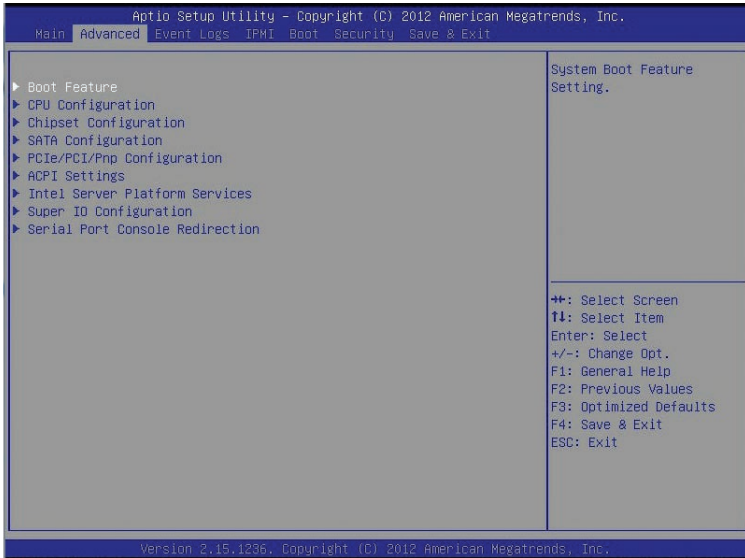 Aptio Setup Utility – Copyright (C) 2012 American Megatrends, Inc.
Main Advanced Event Logs IPMI Boot Security Save & Exit
Boot Feature
CPU Configuration
Chipset Configuration
SATA Configuration
PCIe/PCI/Pnp Configuration
ACPI Settings
Intel Server Platform Services
Super IO Configuration
Serial Port Console Redirection
System Boot Feature
Setting.
→←: Select Screen
↑↓: Select Item
Enter: Select
+/-: Change Opt.
F1: General Help
F2: Previous Values
F3: Optimized Defaults
F4: Save & Exit
ESC: Exit
Version 2.15.1236. Copyright (C) 2012 American Megatrends, Inc.